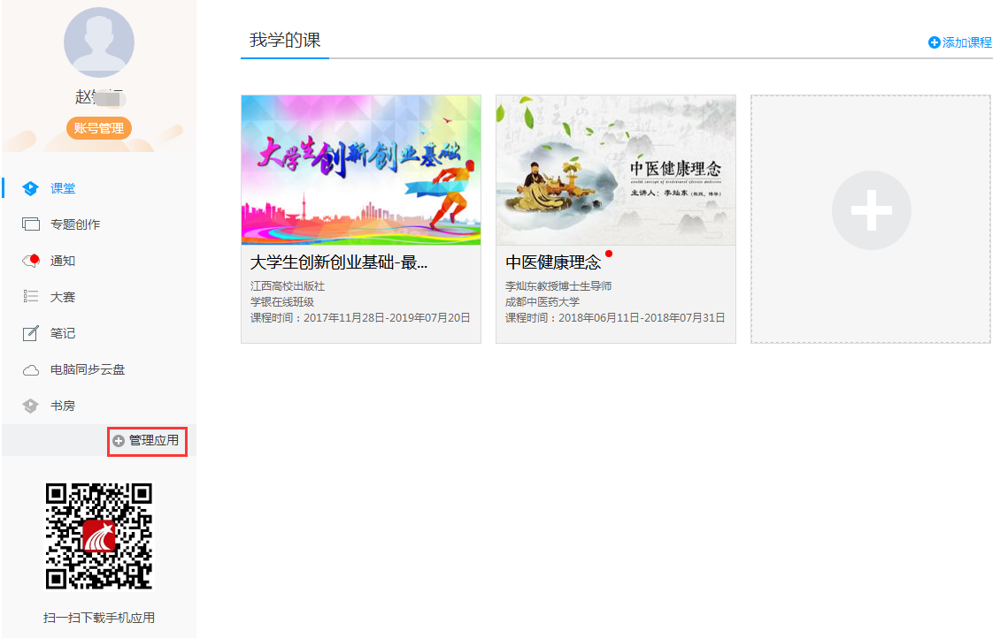 赵
账号管理
课堂
专题创作
通知
大赛
笔记
电脑同步云盘
书房
管理应用
扫一扫下载手机应用
我学的课
添加课程
大学生创新创业基础
大学生创新创业基础-最...
江西高校出版社
学银在线班级
课程时间：2017年11月28日-2019年07月20日
中医健康理念
主讲人：李灿东（教授，博导）
中医健康理念
李灿东教授博士生导师
成都中医药大学
课程时间：2018年06月11日-2018年07月31日